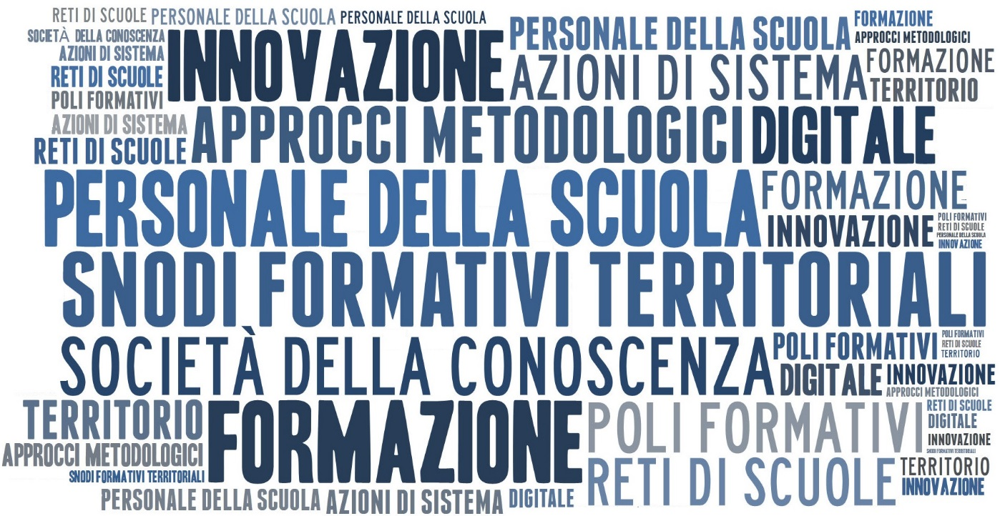 RETI DI SCUOLE PERSONALE DELLA SCUOLA PERSONALE DELLA SCUOLA
SOCIETÀ DELLA CONOSCENZA
AZIONI DI SISTEMA
RETI DI SCUOLE
POLI FORMATIVI
INNOVAZIONE
PERSONALE DELLA SCUOLA
FORMAZIONE
APPROCCI METODOLOGICI
AZIONI DI SISTEMA
FORMAZIONE
TERRITORIO
AZIONI DI SISTEMA
RETI DI SCUOLE
APPROCCI METODOLOGICI
DIGITALE
PERSONALE DELLA SCUOLA
FORMAZIONE
INNOVAZIONE
POLI FORMATIVI
RETI DI SCUOLE
PERSONALE DELLA SCUOLA
INNOVAZIONE
SNODI FORMATIVI TERRITORIALI
SOCIETÀ DELLA CONOSCENZA
POLI FORMATIVI
POLI FORMATIVI
RETI DI SCUOLE
TERRITORIO
DIGITALE
INNOVAZIONE
APPROCCI METODOLOGICI
TERRITORIO
APPROCCI METODOLOGICI
SNODI FORMATIVI TERRITORIALI
FORMAZIONE
POLI FORMATIVI
RETI DI SCUOLE
DIGITALE
INNOVAZIONE
SNODI FORMATIVI TERRITORIALI
RETI DI SCUOLE
TERRITORIO
INNOVAZIONE
PERSONALE DELLA SCUOLA AZIONI DI SISTEMA DIGITALE